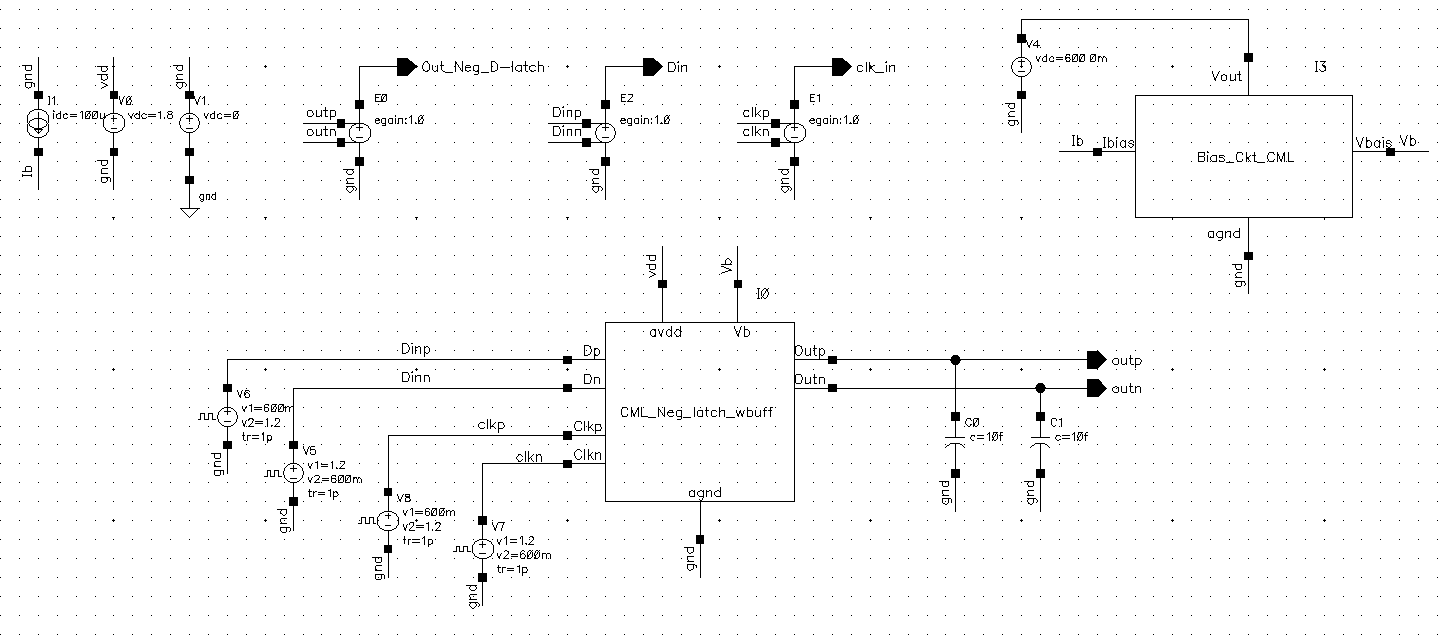 gnd
I1
idc=100u
Ib
vdd
V0
vdc=1.8
gnd
gnd
V1
vdc=0
gnd
Out_Neg_D-latch
E0
egain:1.0
outp
outn
gnd
Din
E2
egain:1.0
Dinp
Dinn
gnd
clk_in
E1
egain:1.0
clkp
clkn
gnd
V4
vdc=600.0m
gnd
Vout
I3
Ib
Ibias
Bias_Ckt_CML
Vbais
Vb
agnd
gnd
vdd
Vb
I0
avdd
Vb
Dinp
Dp
Dinn
Dn
clkp
Clkp
clkn
Clkn
CML_Neg_latch_wbuff
Outp
Outn
outp
outn
agnd
gnd
V6
v1=600m
v2=1.2
tr=1p
gnd
V5
v1=1.2
v2=600m
tr=1p
gnd
V8
v1=600m
v2=1.2
tr=1p
gnd
V7
v1=1.2
v2=600m
tr=1p
gnd
C0
c=10f
gnd
C1
c=10f
gnd